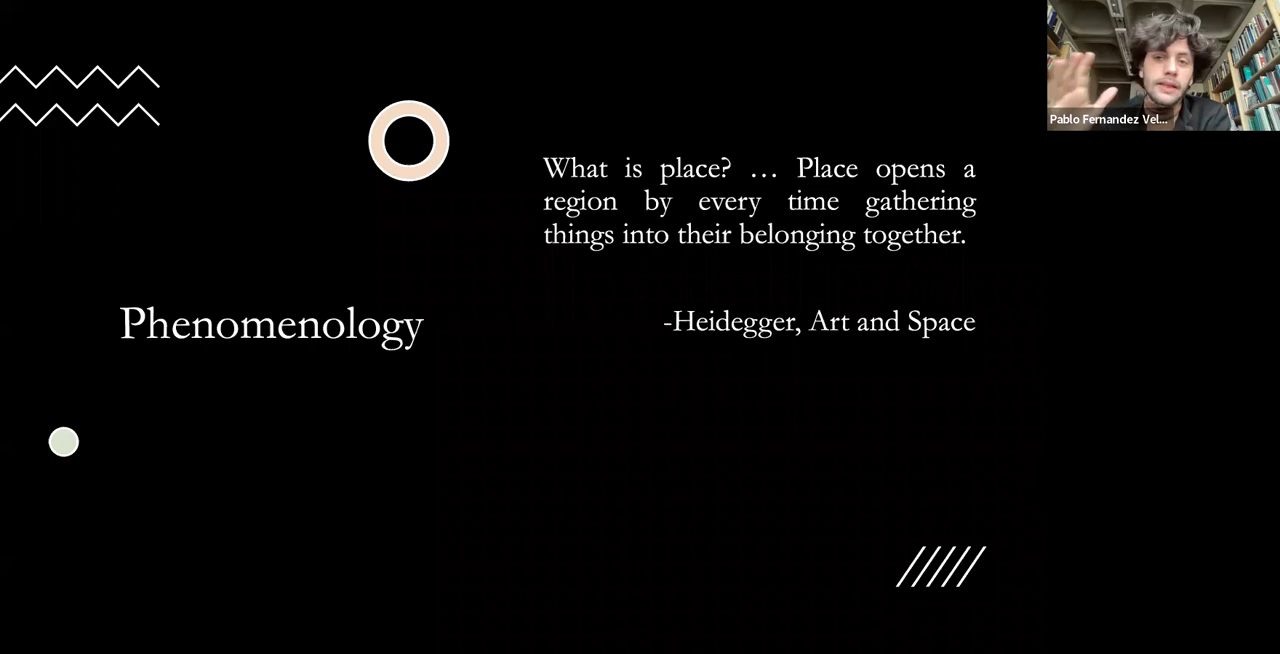 Pablo Fernandez Vel...
What is place? … Place opens a
region by every time gathering
things into their belonging together.
Phenomenology
-Heidegger, Art and Space